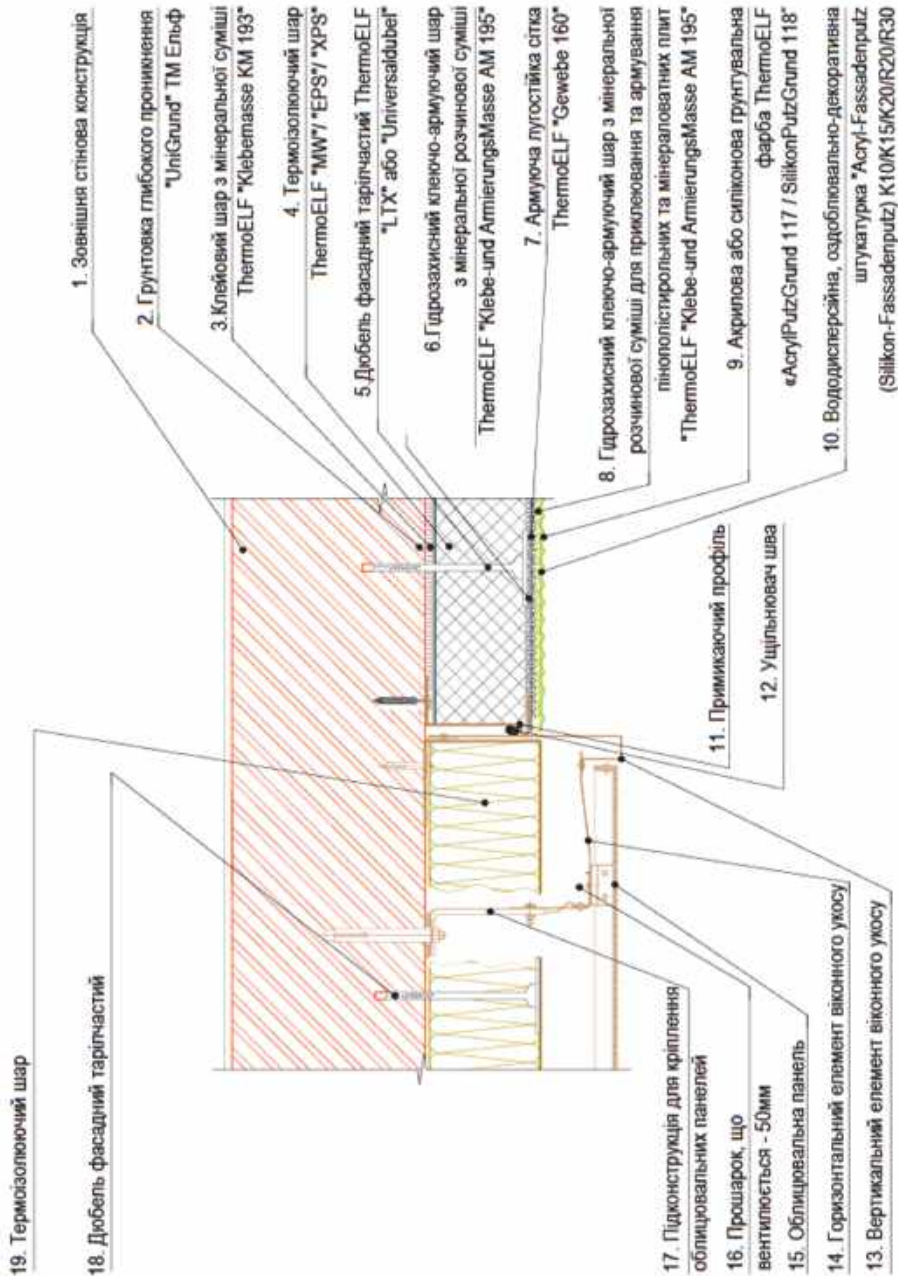 1. Зовнішня стінова конструкція
2. Грунтовка глибокого проникнення
"UniGrund" ТМ Ельф
3.Клейовий шар з мінеральної суміші
ThermoELF "Klebemasse КМ 193"
4. Термоізолюючий шар
ThermoELF "MW"/ "EPS"/ "XPS"
5.Дюбель фасадний таріпчастий ThermoELF
"LTX" або "Universaldubel"
6.Гідрозахисний клеючо-армуючий шар
з мінеральної розчинової суміші
ThermoELF "Klebe-und ArmierungsMasse AM 195"
7. Армуюча лугостійка сітка
ThermoELF "Gewebe 160"
8. Гідрозахисний клеючо-армуючий шар з мінеральної
розчинової суміші для приклеювання та армування
пінополістирольних та мінераловатних плит
"ThermoELF "Klebe-und ArmierungsMasse AM 195"
9. Акрилова або силіконова грунтувальна
фарба ThermoELF
«AcrylPutzGrund 117 / SilikonPutzGrund 118"
10. Вододисперсійна, оздоблювально-декоративна
штукатурка "Acryl-Fassadenputz
(Silikon-Fassadenputz) K10/K15/K20/R20/R30
11. Примикаючий профіль
12. Ущільнювач шва
13. Вертикальний елемент віконного укосу
14. Горизонтальний елемент віконного укосу
15. Облицювальна панель
16. Прошарок, що
вентилюється - 50мм
17. Підконструкція для кріплення
облицювальних панелей
18. Дюбель фасадний таріпчастий
19. Термоізолюючий шар